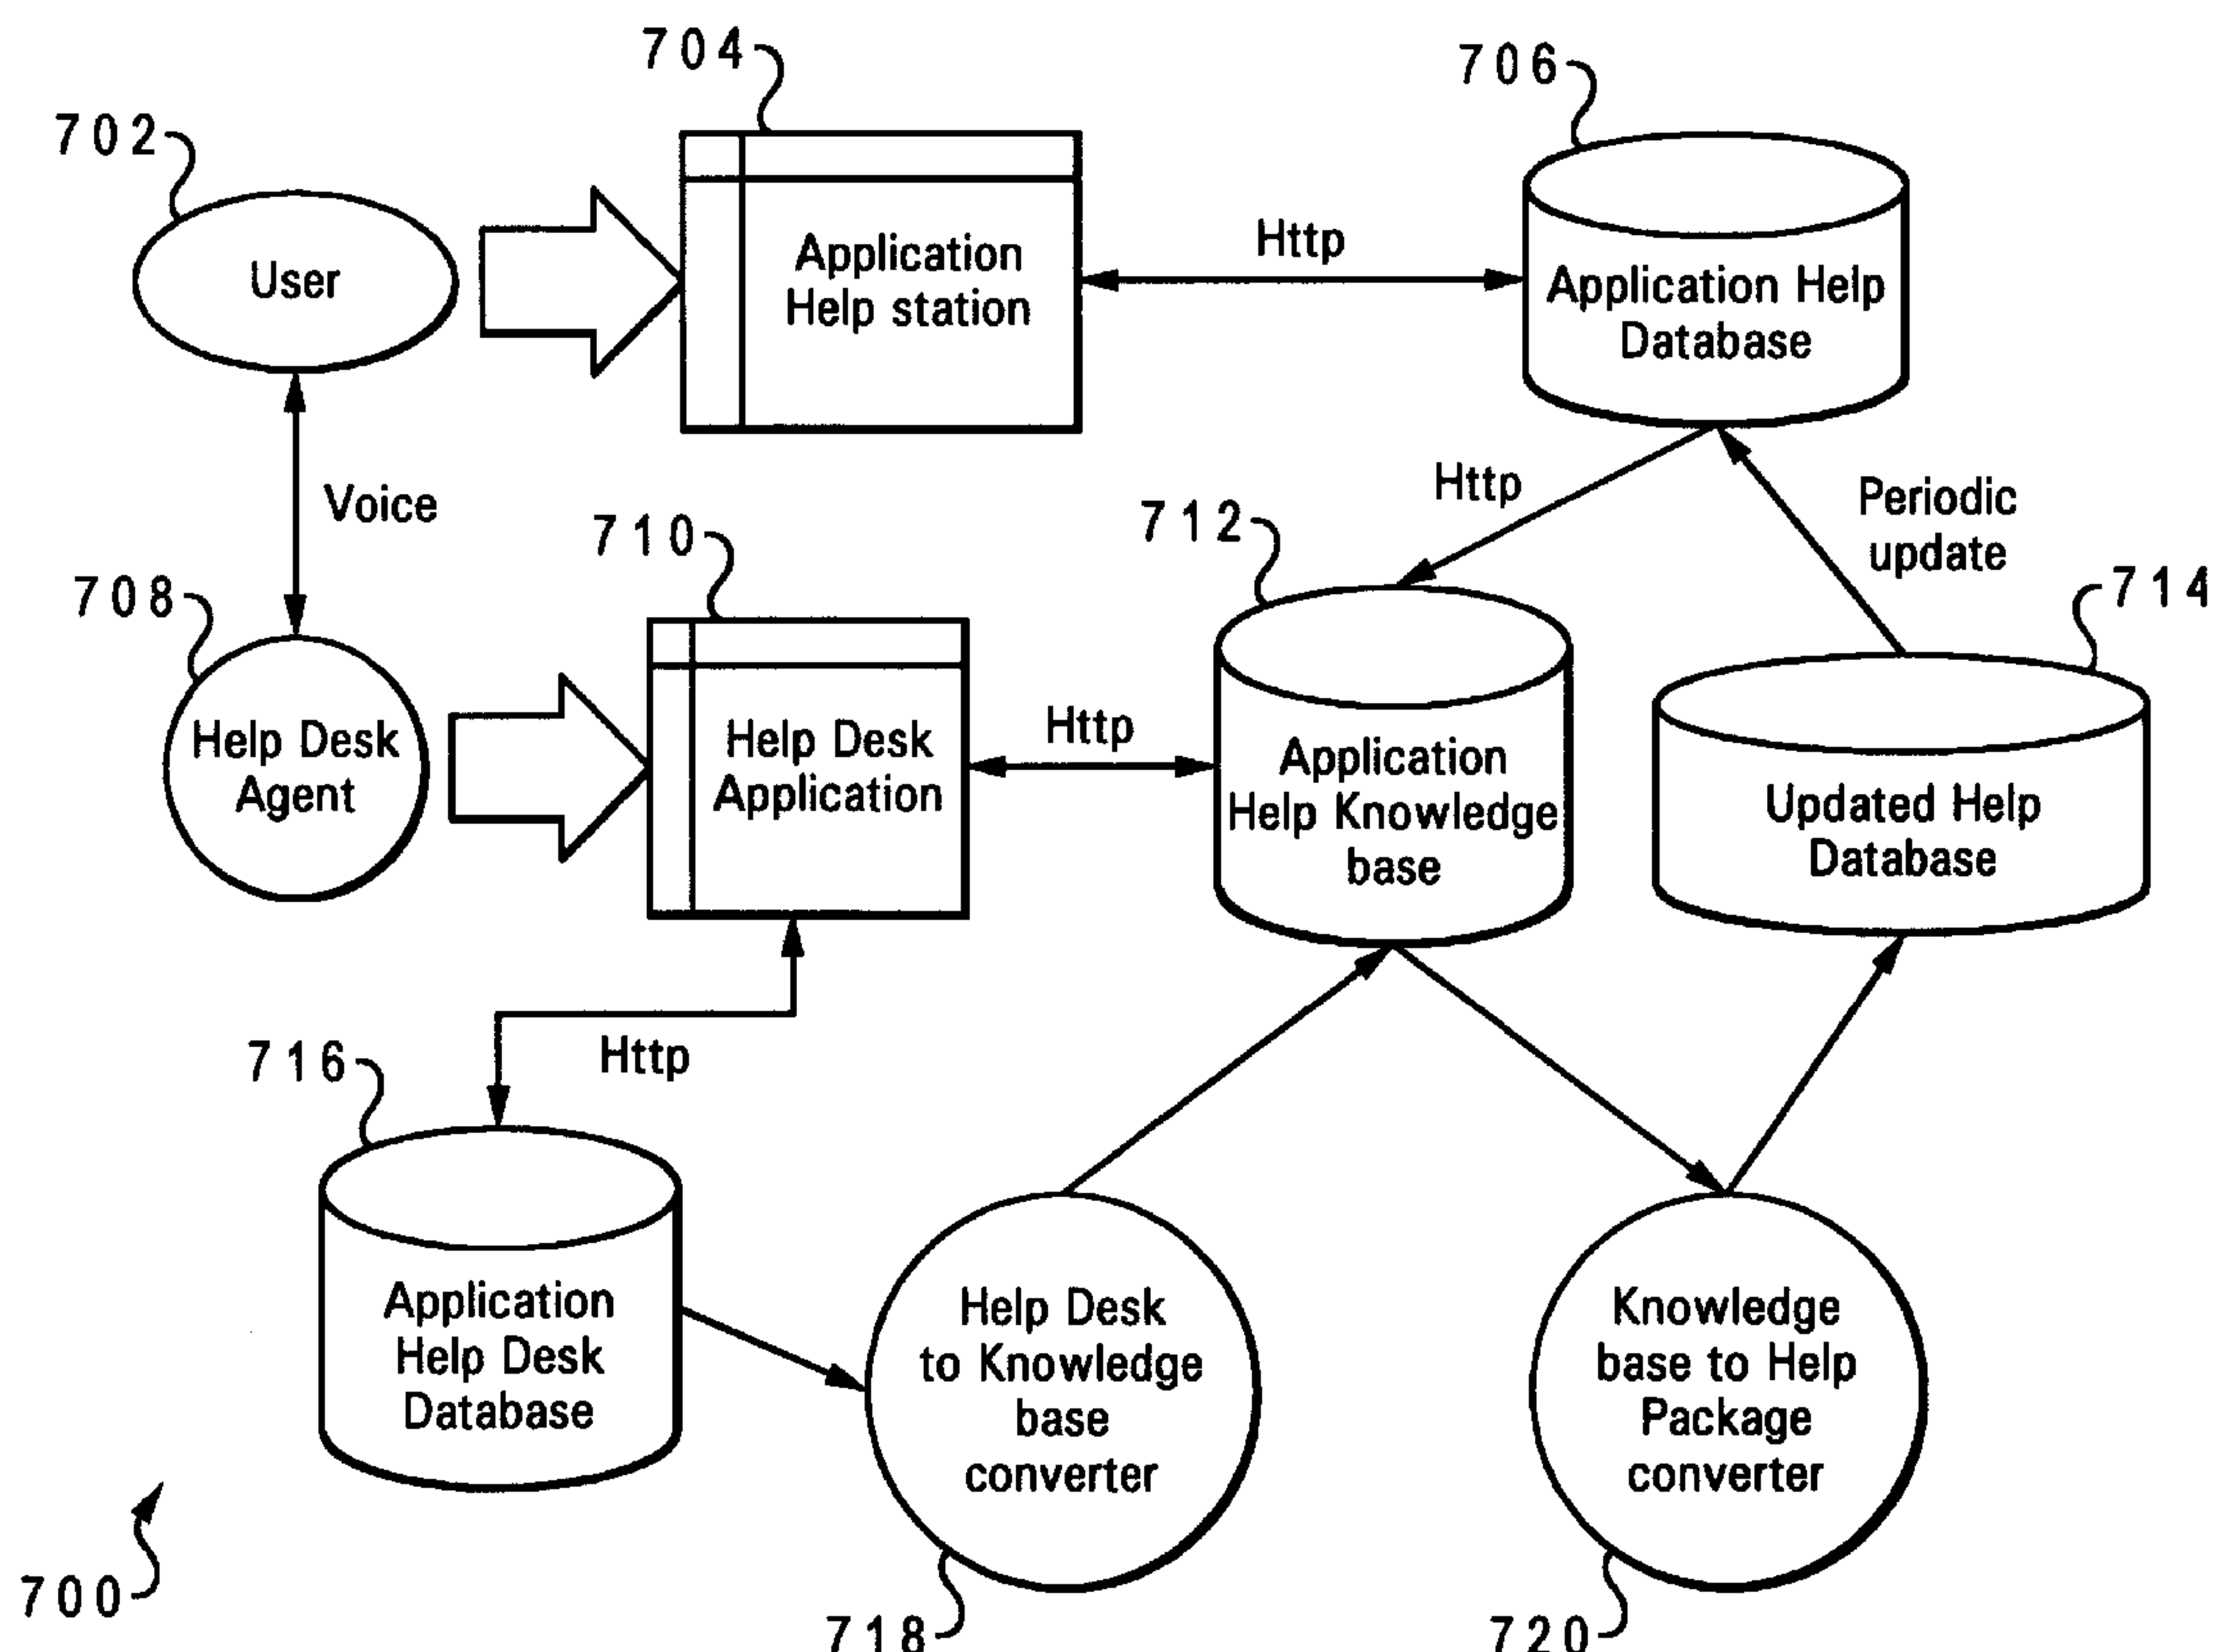 704
706
702
User
Application
Help station
Http
Application Help
Database
Voice
Http
Periodic
update
708
710
712
714
Help Desk
Agent
Help Desk
Application
Http
Application
Help Knowledge
base
Updated Help
Database
716
Http
Application
Help Desk
Database
Help Desk
to Knowledge
base
converter
Knowledge
base to Help
Package
converter
700
718
720